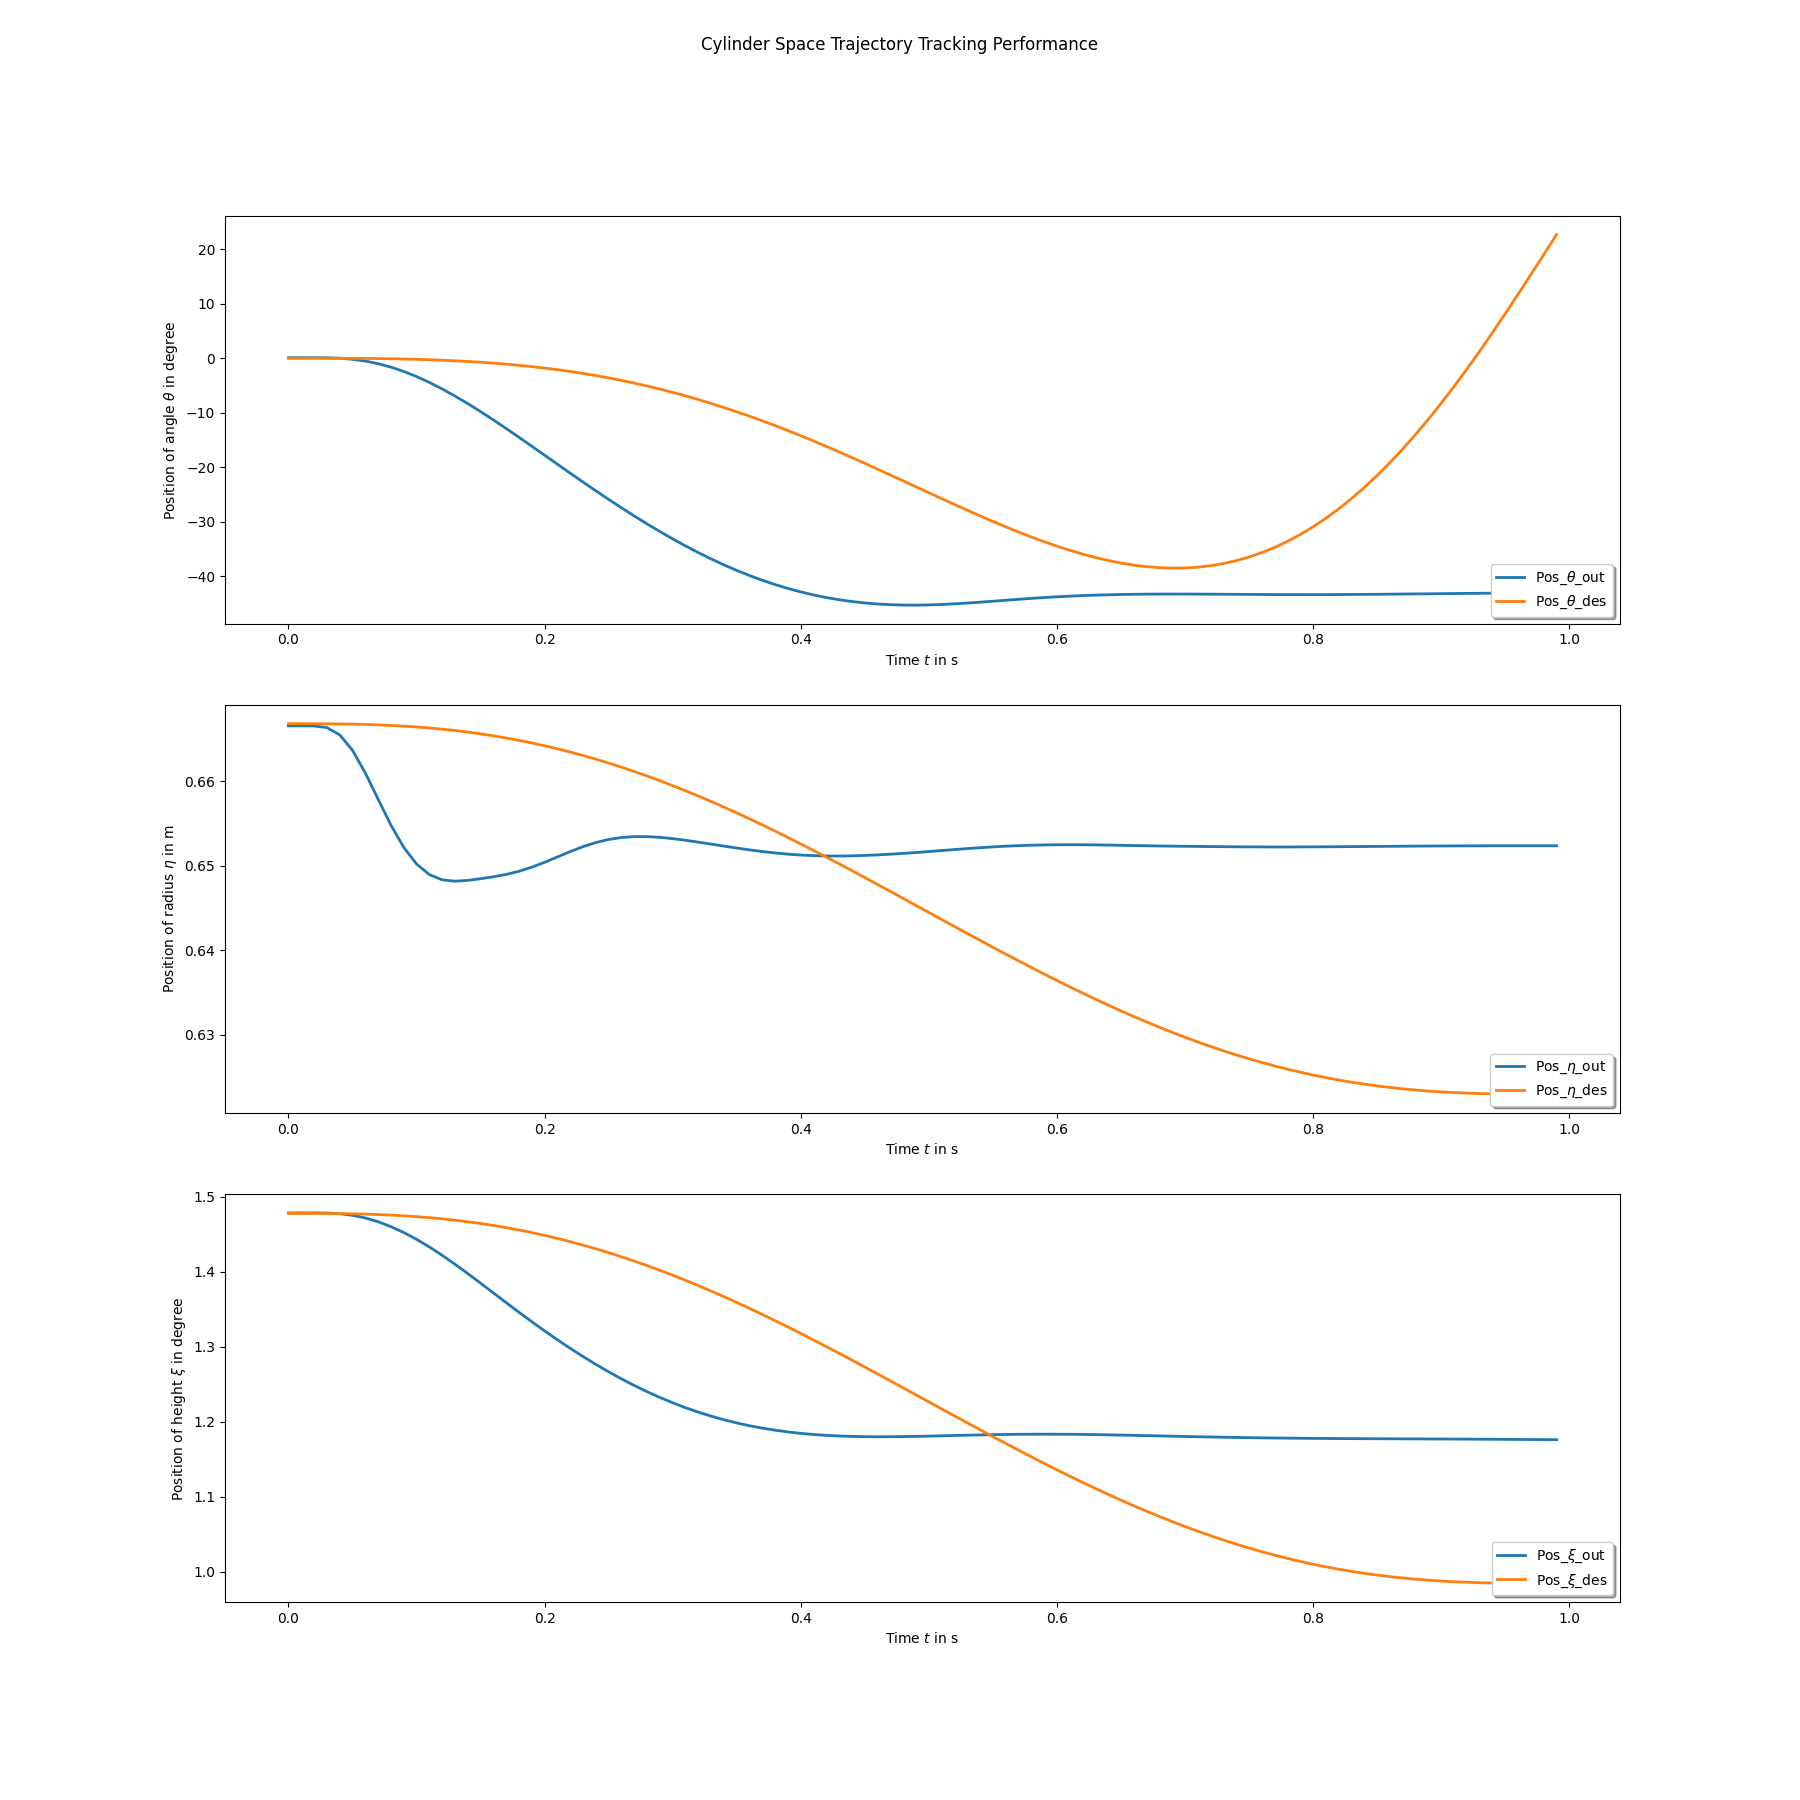 Cylinder Space Trajectory Tracking Performance
20
10
0
−10
−20
−30
−40
Position of angle θ in degree
Pos_θ_out
Pos_θ_des
0.0 0.2 0.4 0.6 0.8 1.0
Time t in s
0.66
0.65
0.64
0.63
Position of radius η in m
Pos_η_out
Pos_η_des
0.0 0.2 0.4 0.6 0.8 1.0
Time t in s
1.5
1.4
1.3
1.2
1.1
1.0
Position of height ξ in degree
Pos_ξ_out
Pos_ξ_des
0.0 0.2 0.4 0.6 0.8 1.0
Time t in s